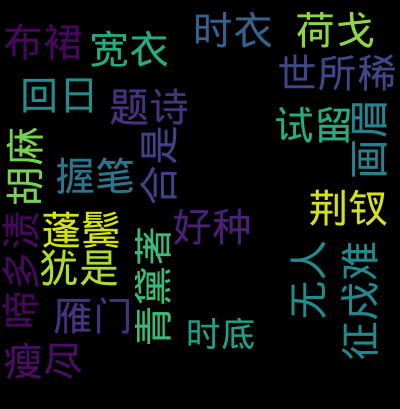 布裙
宽衣
时衣
荷戈
世所稀
回日
题诗
合是
试留
画眉
胡麻
握笔
荆钗
好种
啼多渍
蓬鬓
犹是
青黛著
无人
征戍难
雁门
时底
瘦尽